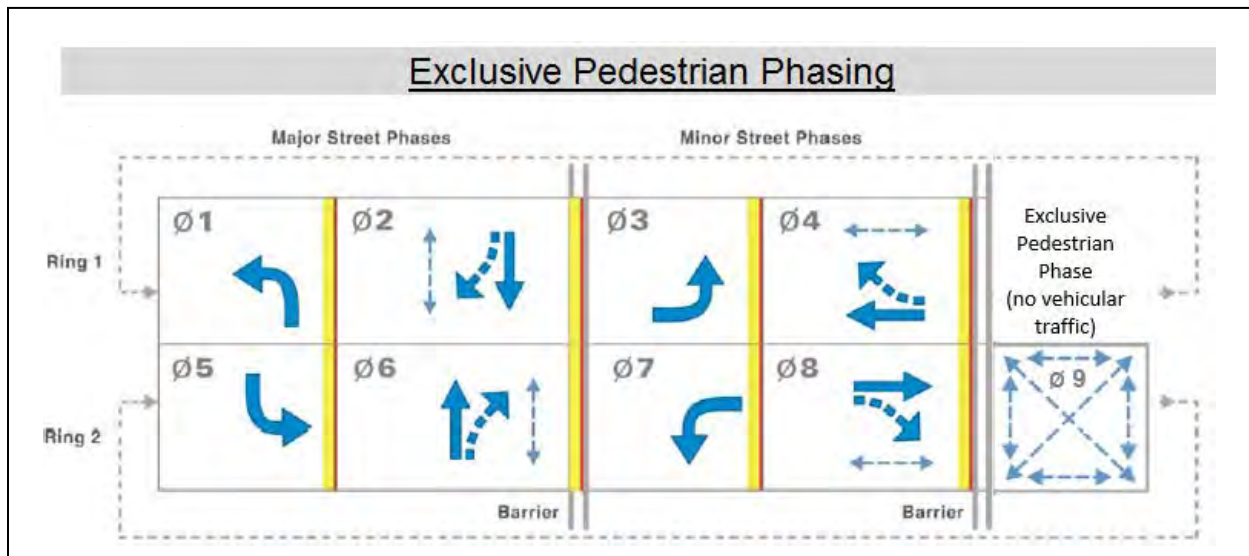 Exclusive Pedestrian Phasing
Major Street Phases
Minor Street Phases
Ring 1
Ø1
Ø2
Ø3
Ø4
Exclusive
Pedestrian
Phase
(no vehicular
traffic)
Ring 2
Ø5
Ø6
Ø7
Ø8
Ø 9
Barrier
Barrier